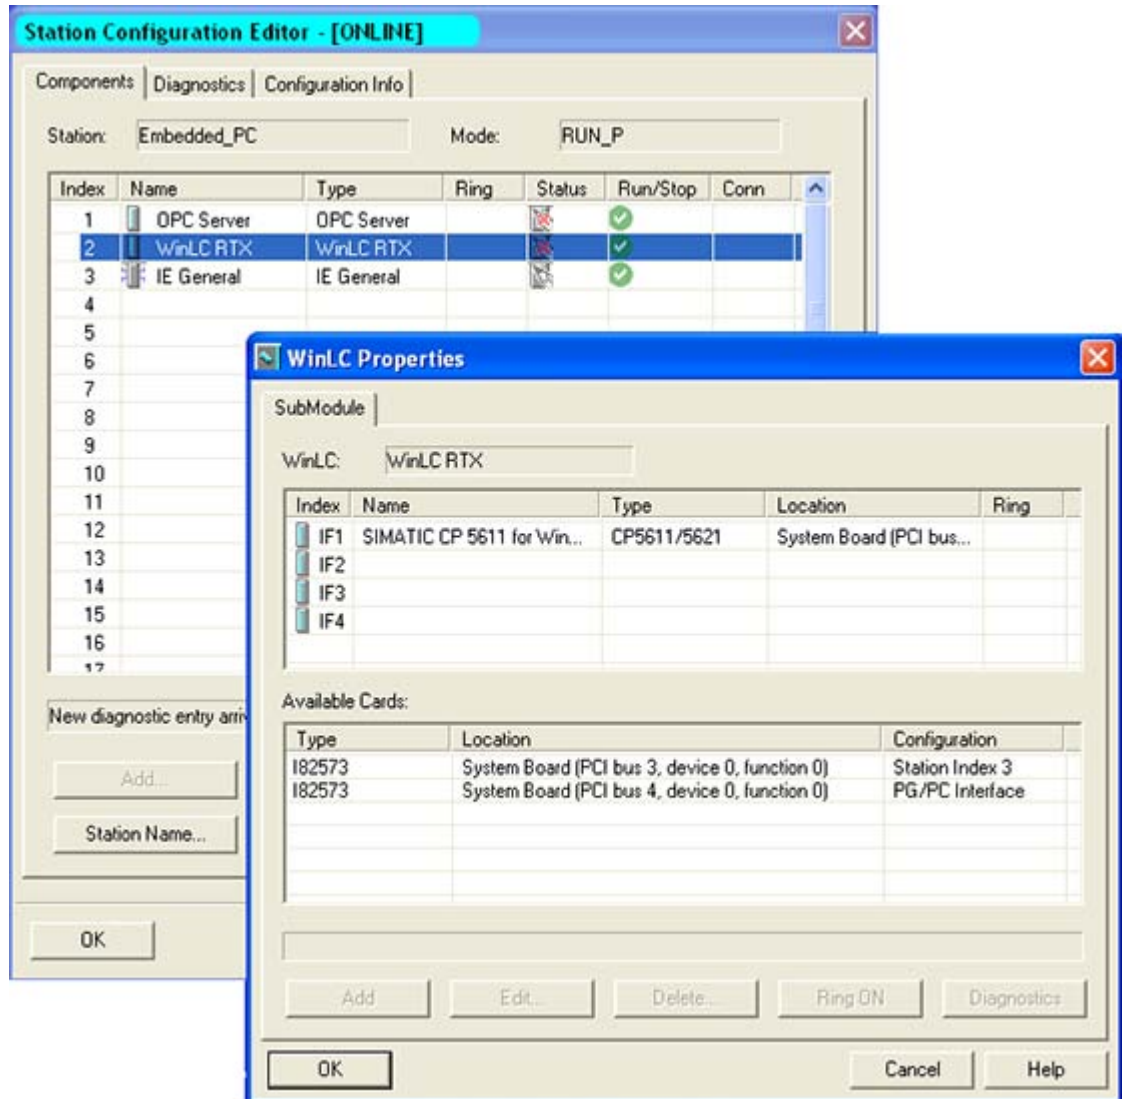 Station Configuration Editor - [ONLINE]
Components Diagnostics Configuration Info
Station: Embedded_PC Mode: RUN_P
Index Name Type Ring Status Run/Stop Conn
1 OPC Server OPC Server
2 WinLC RTX WinLC RTX
3 IE General IE General
4
5
6
7
8
9
10
11
12
13
14
15
16
17
New diagnostic entry arri
Add...
Station Name...
OK
WinLC Properties
SubModule
WinLC: WinLC RTX
Index Name Type Location Ring
IF1 SIMATIC CP 5611 for Win... CP5611/5621 System Board (PCI bus...
IF2
IF3
IF4
Available Cards:
Type Location Configuration
I82573 System Board (PCI bus 3, device 0, function 0) Station Index 3
I82573 System Board (PCI bus 4, device 0, function 0) PG/PC Interface
Add Edit... Delete... Ring ON Diagnostics
OK Cancel Help